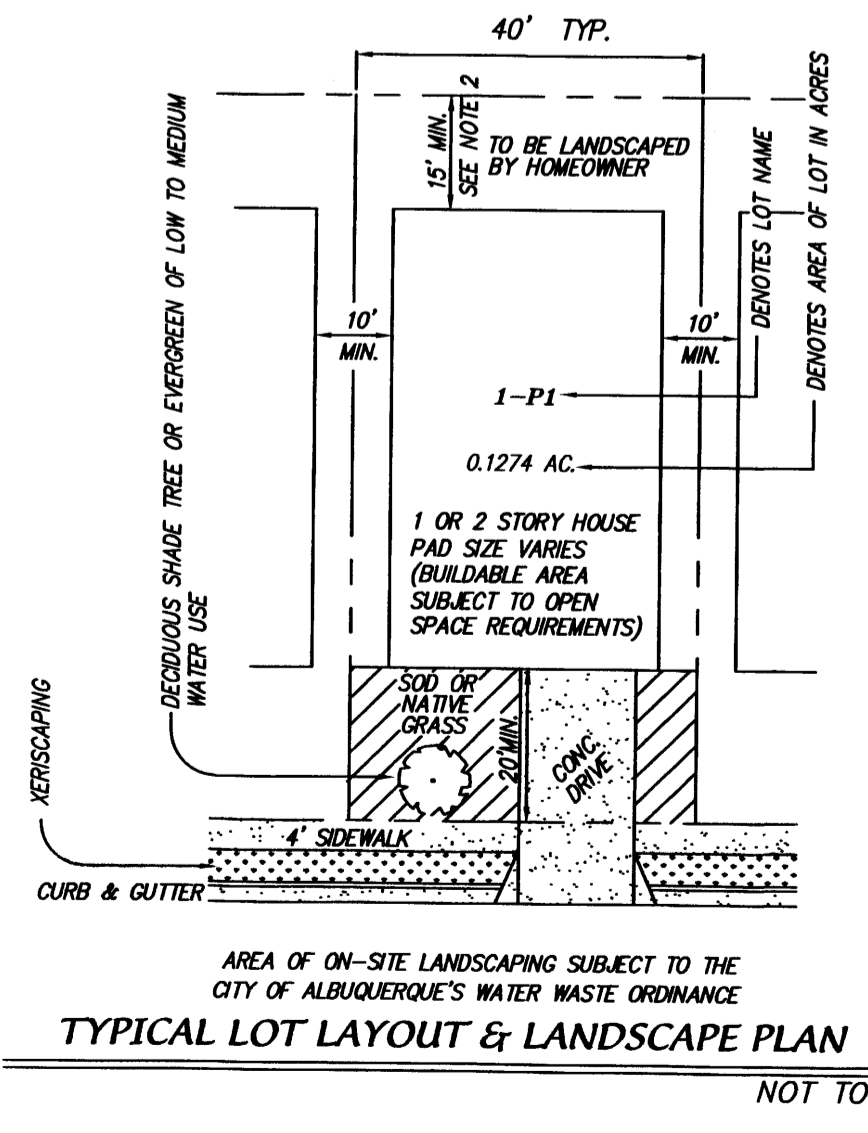 40' TYP.
15' MIN.
SEE NOTE 2
TO BE LANDSCAPED
BY HOMEOWNER
DECIDUOUS SHADE TREE OR EVERGREEN OF LOW TO MEDIUM
WATER USE
DENOTES LOT NAME
DENOTES AREA OF LOT IN ACRES
10'
MIN.
10'
MIN.
1-P1
0.1274 AC.
1 OR 2 STORY HOUSE
PAD SIZE VARIES
(BUILDABLE AREA
SUBJECT TO OPEN
SPACE REQUIREMENTS)
XERISCAPING
SOD OR
NATIVE
GRASS
20'MIN.
CONC.
DRIVE
4' SIDEWALK
CURB & GUTTER
AREA OF ON-SITE LANDSCAPING SUBJECT TO THE
CITY OF ALBUQUERQUE'S WATER WASTE ORDINANCE
TYPICAL LOT LAYOUT & LANDSCAPE PLAN
NOT TO